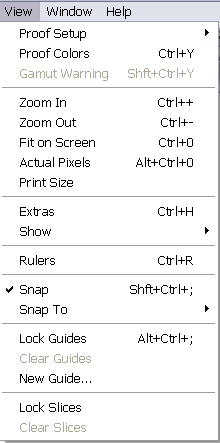 View Window Help
Proof Setup
Proof Colors Ctrl+Y
Gamut Warning Shft+Ctrl+Y
Zoom In Ctrl++
Zoom Out Ctrl+-
Fit on Screen Ctrl+0
Actual Pixels Alt+Ctrl+0
Print Size
Extras Ctrl+H
Show
Rulers Ctrl+R
Snap Shft+Ctrl+;
Snap To
Lock Guides Alt+Ctrl+;
Clear Guides
New Guide...
Lock Slices
Clear Slices